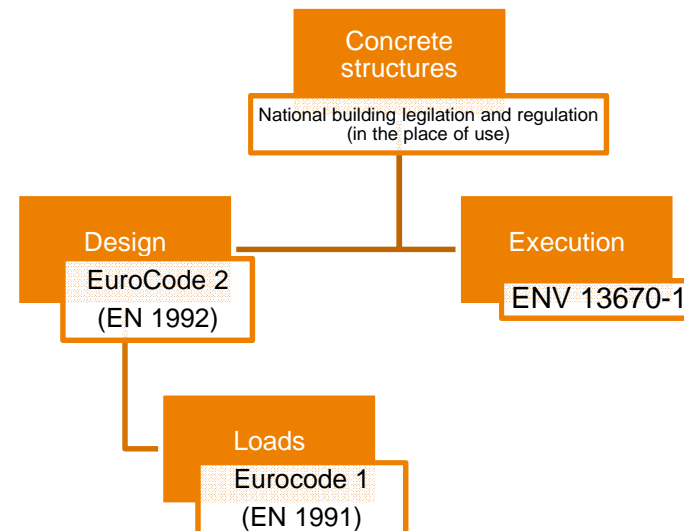 Concrete
structures
National building legilation and regulation
(in the place of use)
Design
EuroCode 2
(EN 1992)
Execution
ENV 13670-1
Loads
Eurocode 1
(EN 1991)